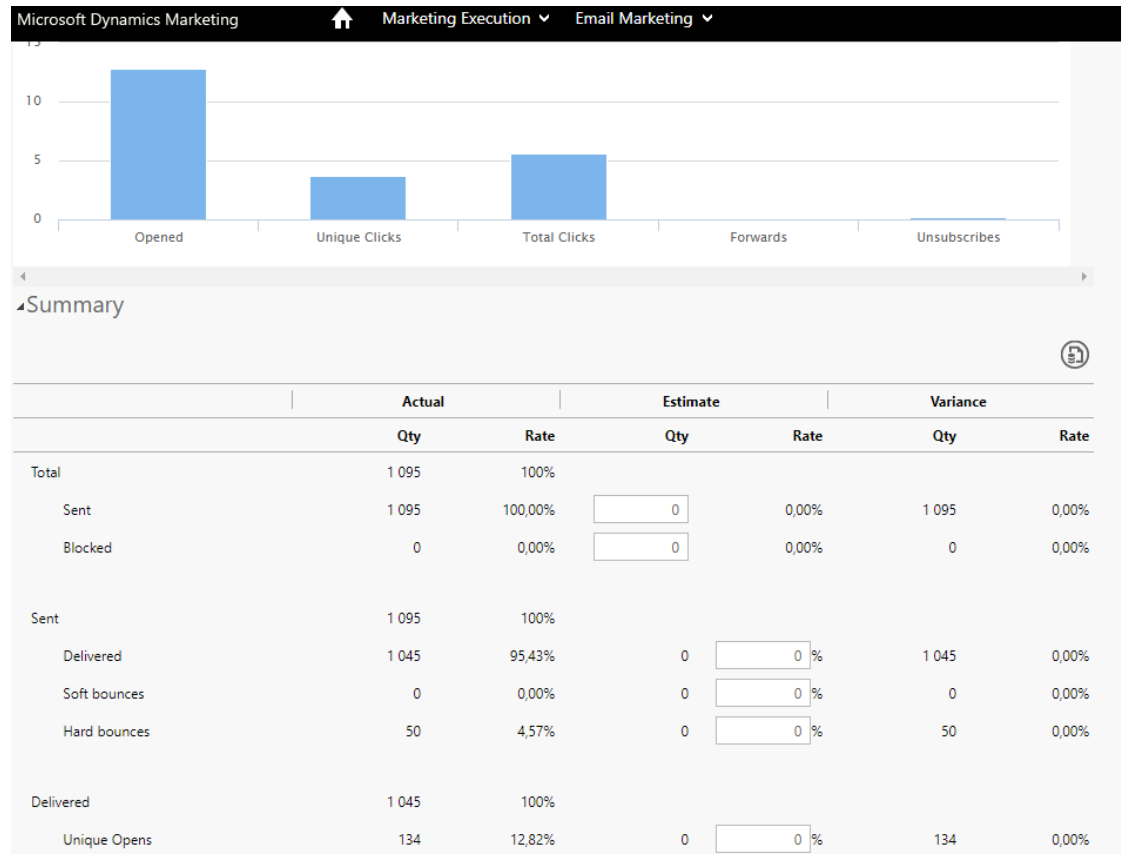 Microsoft Dynamics Marketing Marketing Execution Email Marketing
15
10
5
0
Opened Unique Clicks Total Clicks Forwards Unsubscribes
Summary
Actual Estimate Variance
Qty Rate Qty Rate Qty Rate
Total 1 095 100%
Sent 1 095 100,00% 0 0,00% 1 095 0,00%
Blocked 0 0,00% 0 0,00% 0 0,00%
Sent 1 095 100%
Delivered 1 045 95,43% 0 0 % 1 045 0,00%
Soft bounces 0 0,00% 0 0 % 0 0,00%
Hard bounces 50 4,57% 0 0 % 50 0,00%
Delivered 1 045 100%
Unique Opens 134 12,82% 0 0 % 134 0,00%